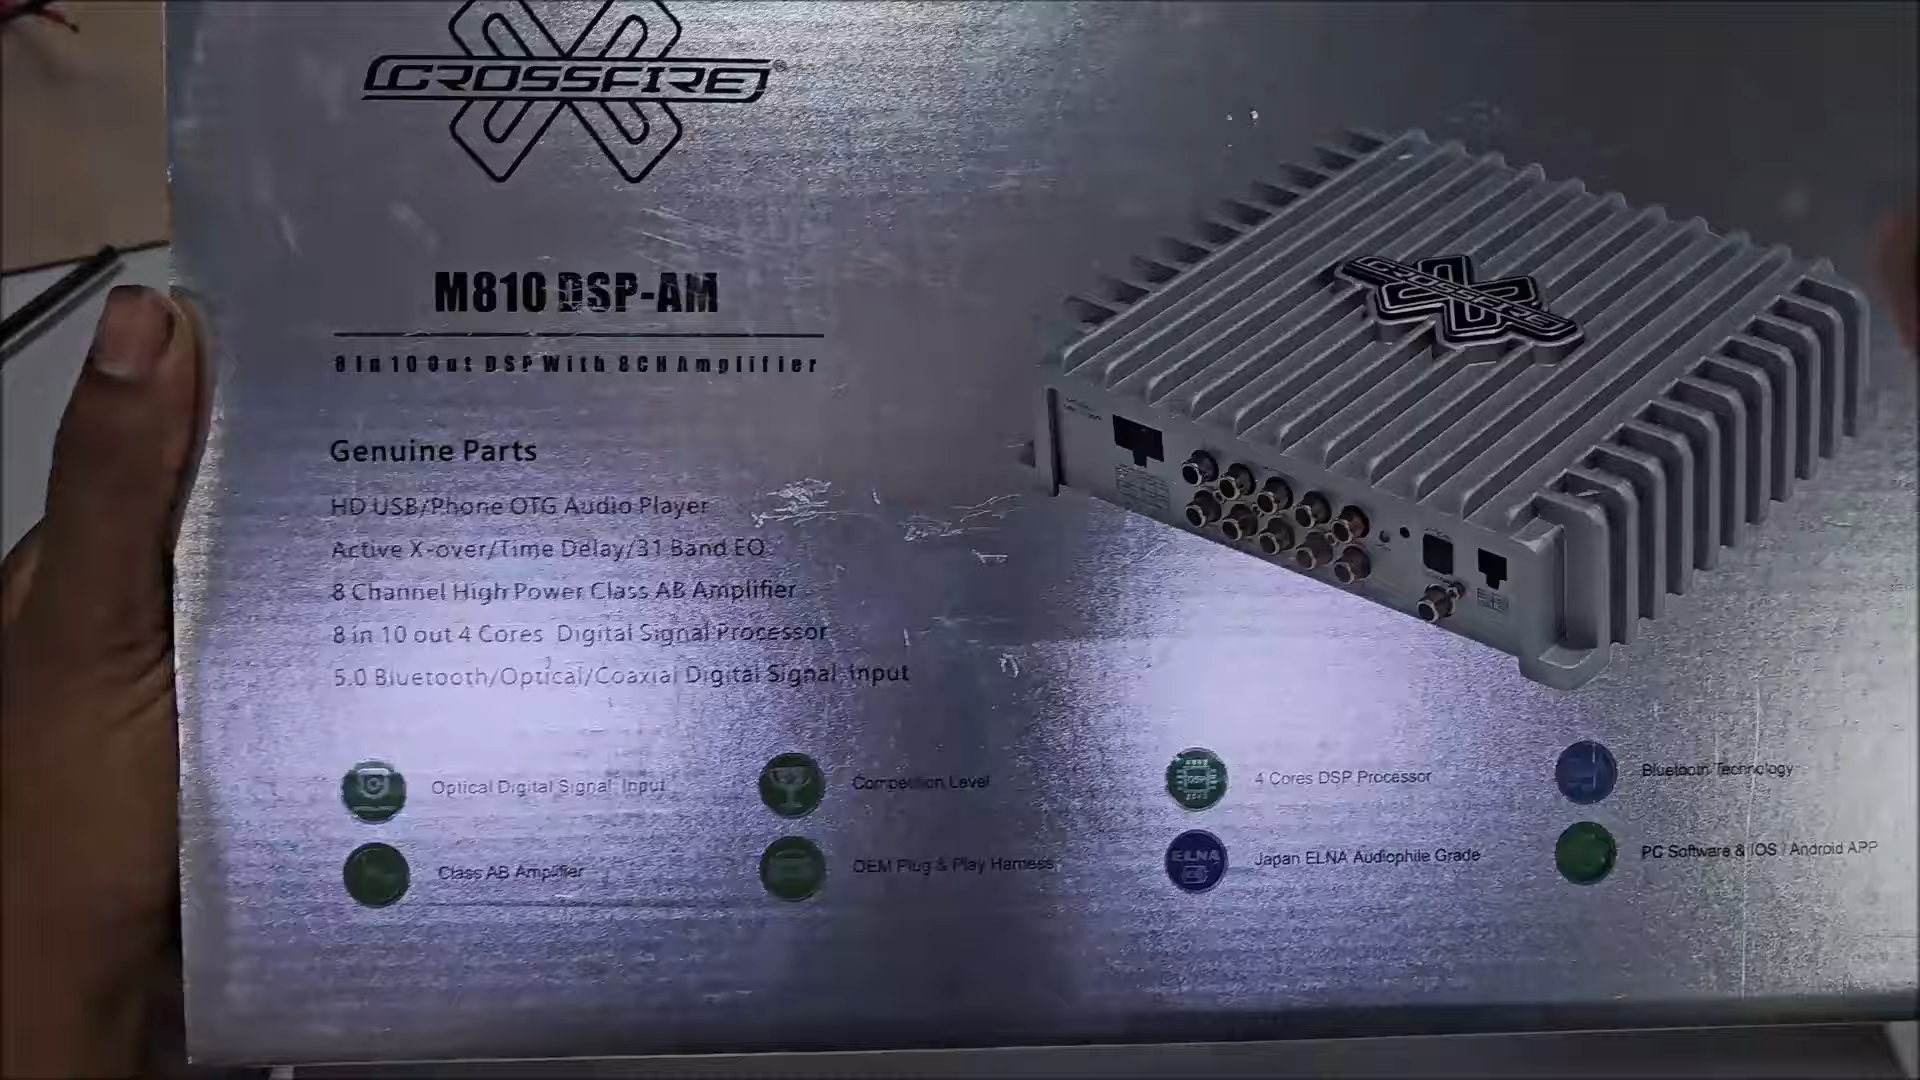 CROSSFIRE®
M810 DSP-AM
8 In 10 Out DSP With 8CH Amplifier
Genuine Parts
HD USB/Phone OTG Audio Player
Active X-over/Time Delay/31 Band EQ
8 Channel High Power Class AB Amplifier
8 in 10 out 4 Cores Digital Signal Processor
5.0 Bluetooth/Optical/Coaxial Digital Signal Input
CROSSFIRE
Optical Digital Signal Input
Competition Level
DSP
4 Cores DSP Processor
Bluetooth Technology
Class AB Amplifier
OEM Plug & Play Harness
ELNA
Japan ELNA Audiophile Grade
PC Software & IOS / Android APP